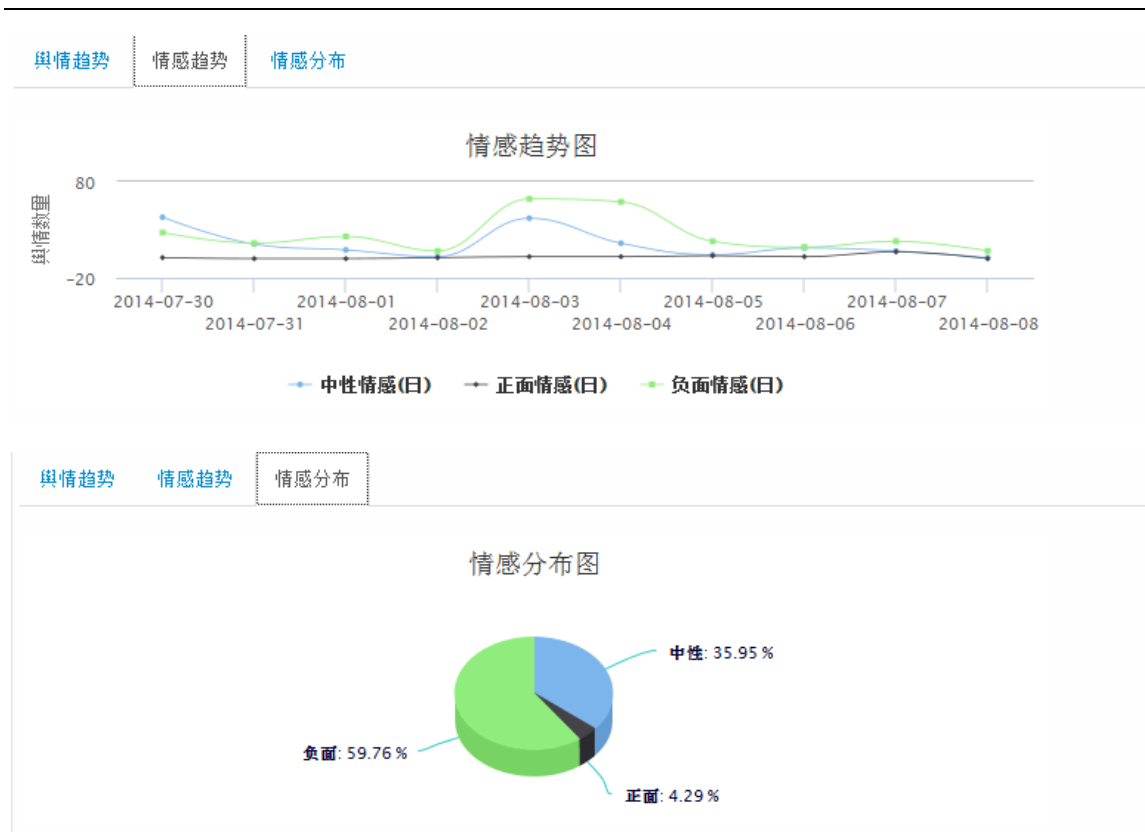 舆情趋势 情感趋势 情感分布
情感趋势图
80
舆情数量
-20
2014-07-30 2014-08-01 2014-08-03 2014-08-05 2014-08-07
2014-07-31 2014-08-02 2014-08-04 2014-08-06 2014-08-08
中性情感(日) 正面情感(日) 负面情感(日)
舆情趋势 情感趋势 情感分布
情感分布图
中性: 35.95 %
负面: 59.76 %
正面: 4.29 %